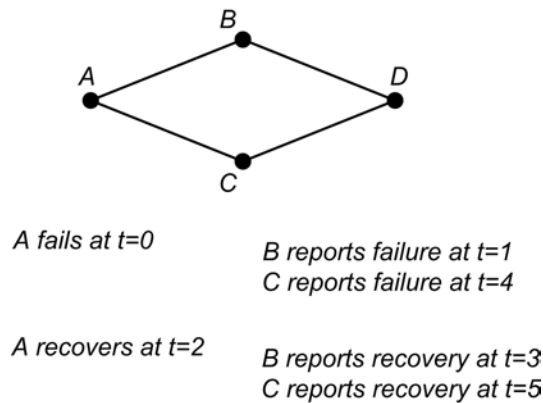 B
A
D
C
A fails at t=0
B reports failure at t=1
C reports failure at t=4
A recovers at t=2
B reports recovery at t=3
C reports recovery at t=5